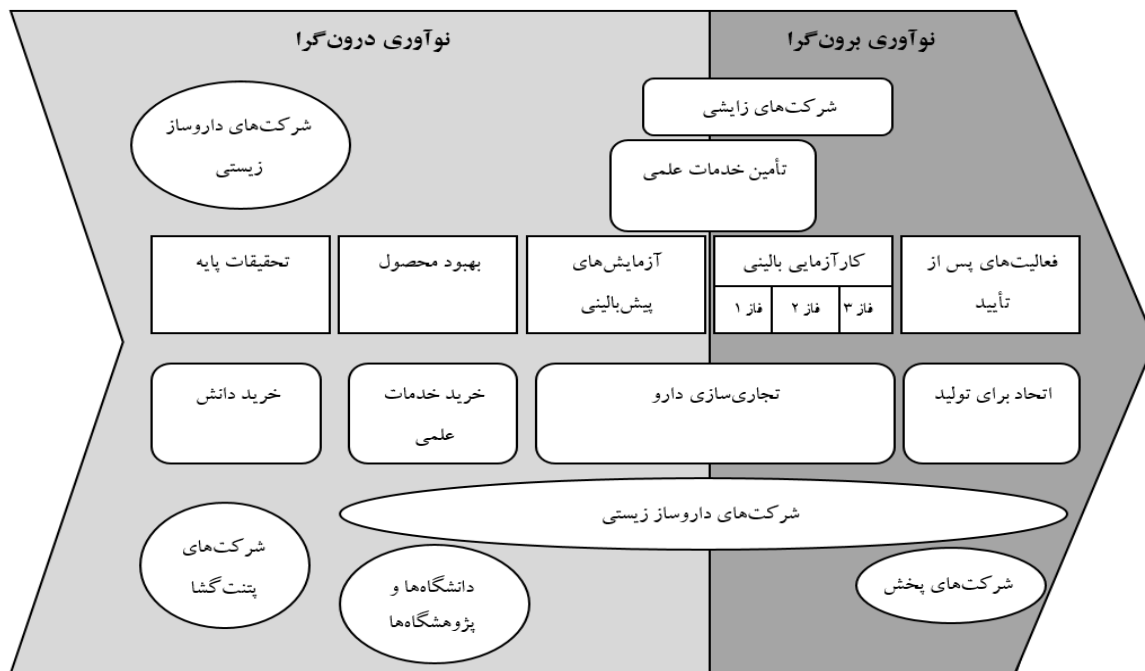 نوآوری درون‌گرا
نوآوری برون‌گرا
شرکت‌های داروساز
زیستی
شرکت‌های زایشی
تأمین خدمات علمی
تحقیقات پایه
بهبود محصول
آزمایش‌های
پیش‌بالینی
کارآزمایی بالینی
فاز ۱
فاز ۲
فاز ۳
فعالیت‌های پس از
تأیید
خرید دانش
خرید خدمات
علمی
تجاری‌سازی دارو
اتحاد برای تولید
شرکت‌های داروساز زیستی
شرکت‌های
پتنت‌گشا
دانشگاه‌ها و
پژوهشگاه‌ها
شرکت‌های پخش